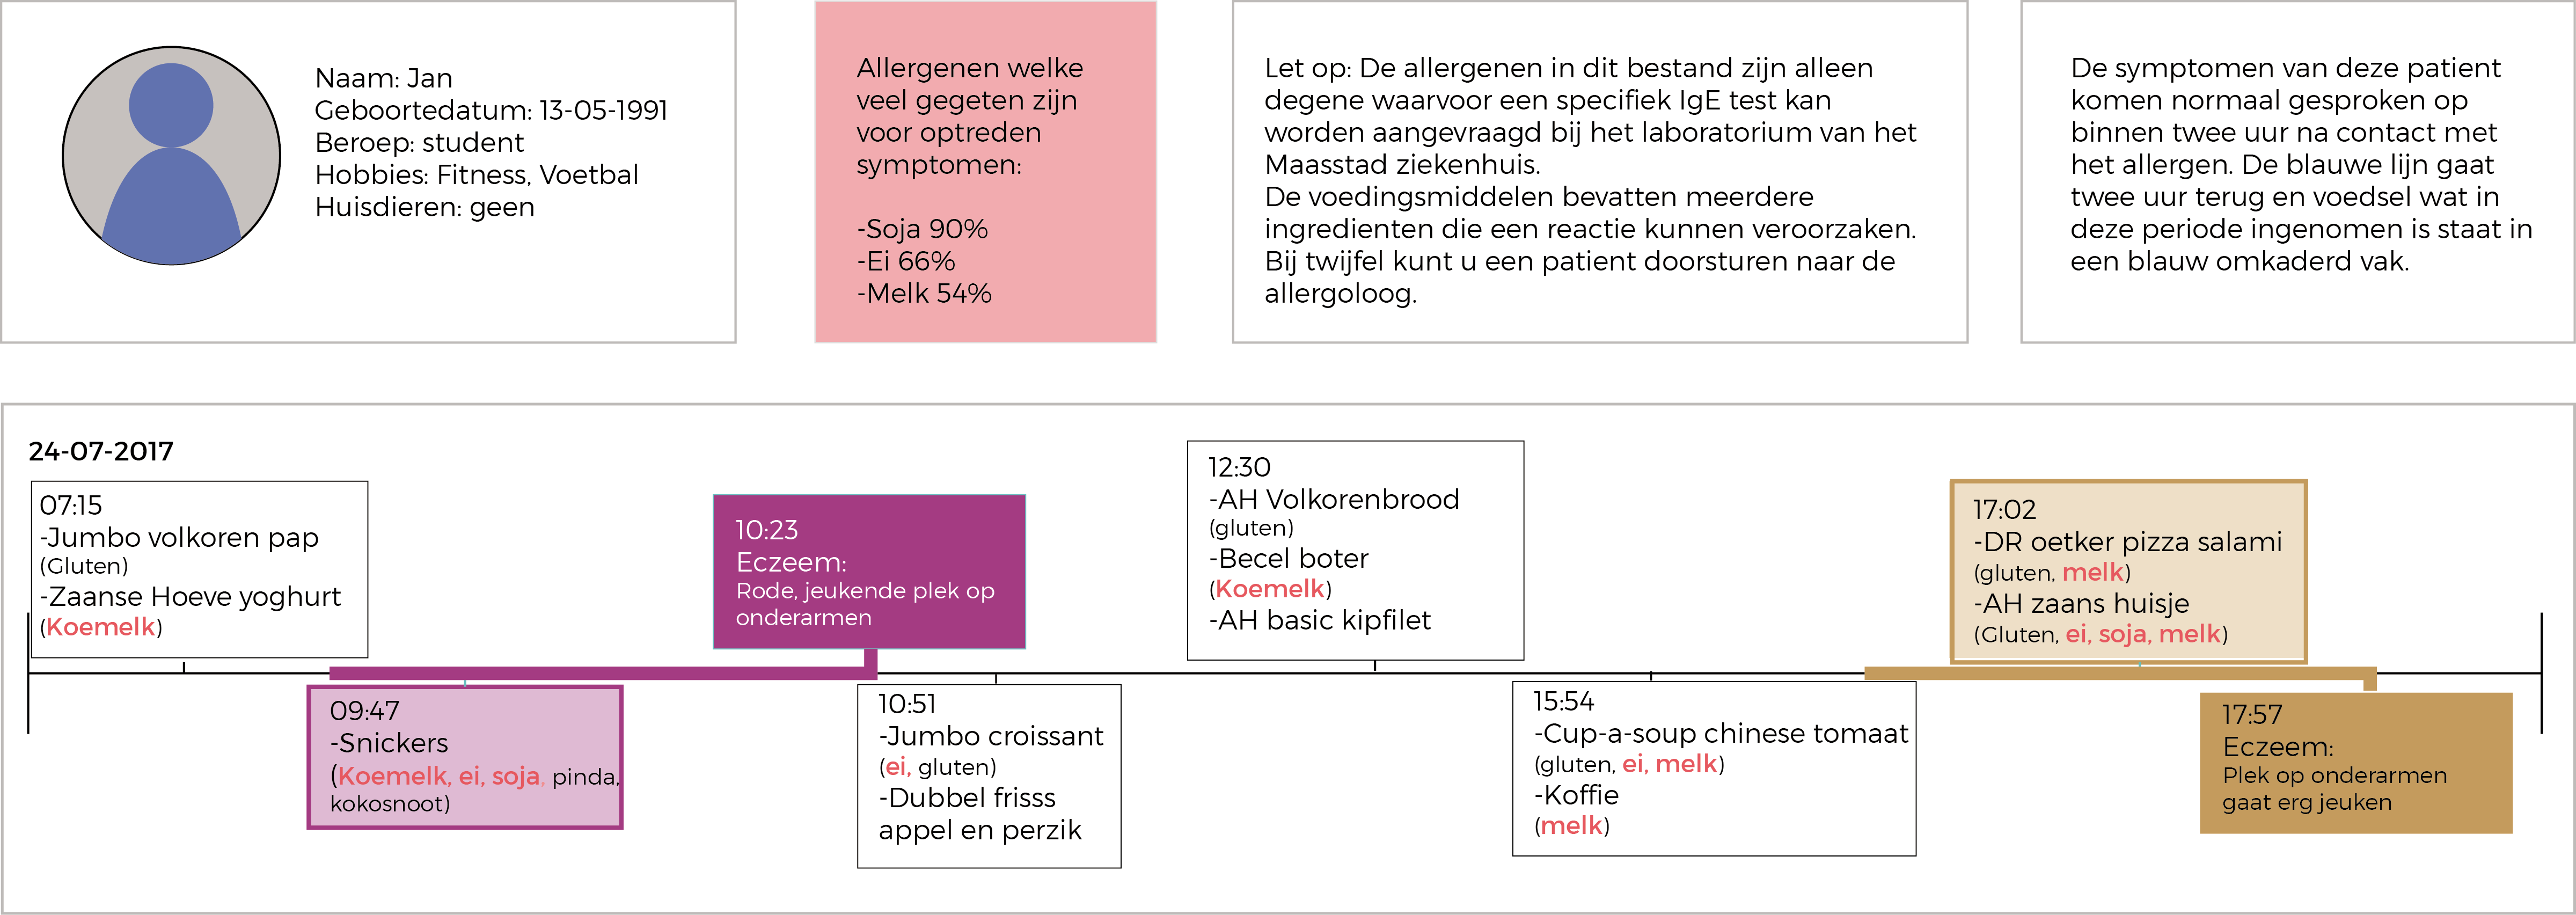 Naam: Jan
Geboortedatum: 13-05-1991
Beroep: student
Hobbies: Fitness, Voetbal
Huisdieren: geen
Allergenen welke
veel gegeten zijn
voor optreden
symptomen:
-Soja 90%
-Ei 66%
-Melk 54%
Let op: De allergenen in dit bestand zijn alleen
degene waarvoor een specifiek IgE test kan
worden aangevraagd bij het laboratorium van het
Maasstad ziekenhuis.
De voedingsmiddelen bevatten meerdere
ingredienten die een reactie kunnen veroorzaken.
Bij twijfel kunt u een patient doorsturen naar de
allergoloog.
De symptomen van deze patient
komen normaal gesproken op
binnen twee uur na contact met
het allergen. De blauwe lijn gaat
twee uur terug en voedsel wat in
deze periode ingenomen is staat in
een blauw omkaderd vak.
24-07-2017
07:15
-Jumbo volkoren pap
(Gluten)
-Zaanse Hoeve yoghurt
(Koemelk)
09:47
-Snickers
(Koemelk, ei, soja, pinda,
kokosnoot)
10:23
Eczeem:
Rode, jeukende plek op
onderarmen
10:51
-Jumbo croissant
(ei, gluten)
-Dubbel frisss
appel en perzik
12:30
-AH Volkorenbrood
(gluten)
-Becel boter
(Koemelk)
-AH basic kipfilet
15:54
-Cup-a-soup chinese tomaat
(gluten, ei, melk)
-Koffie
(melk)
17:02
-DR oetker pizza salami
(gluten, melk)
-AH zaans huisje
(Gluten, ei, soja, melk)
17:57
Eczeem:
Plek op onderarmen
gaat erg jeuken